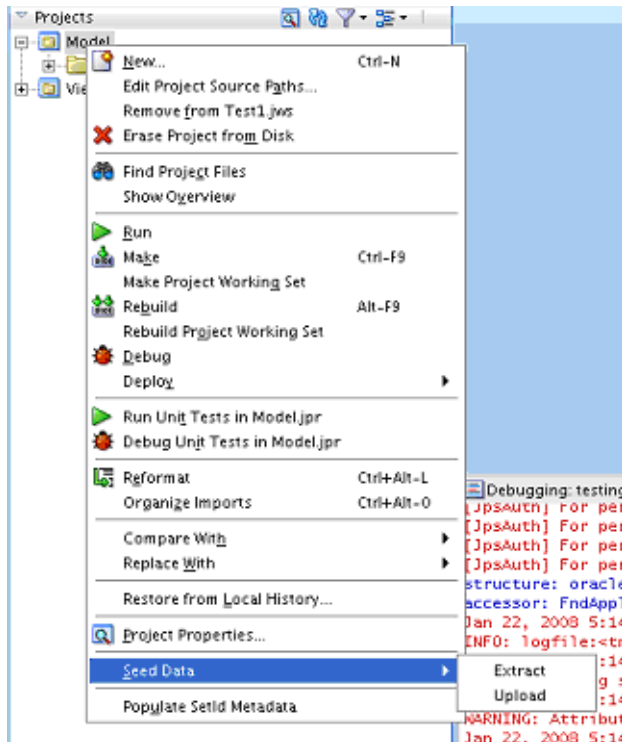 Projects
Model
New... Ctrl-N
Edit Project Source Paths...
Remove from Test1.jws
Erase Project from Disk
Find Project Files
Show Overview
Run
Make Ctrl-F9
Make Project Working Set
Rebuild Alt-F9
Rebuild Project Working Set
Debug
Deploy
Run Unit Tests in Model.jpr
Debug Unit Tests in Model.jpr
Reformat Ctrl+Alt-L
Organize Imports Ctrl+Alt-O
Compare With
Replace With
Restore from Local History...
Project Properties...
Seed Data
Populate SetId Metadata
Extract
Upload
Vie
Debugging: testing
[JpsAuth] For per
[JpsAuth] For per
[JpsAuth] For per
[JpsAuth] For per
structure: oracle
accessor: FndAppl
Jan 22, 2008 5:14
INFO: logfile:<tm
:14
g s
:14
WARNING: Attribut
Jan 22, 2008 5:14